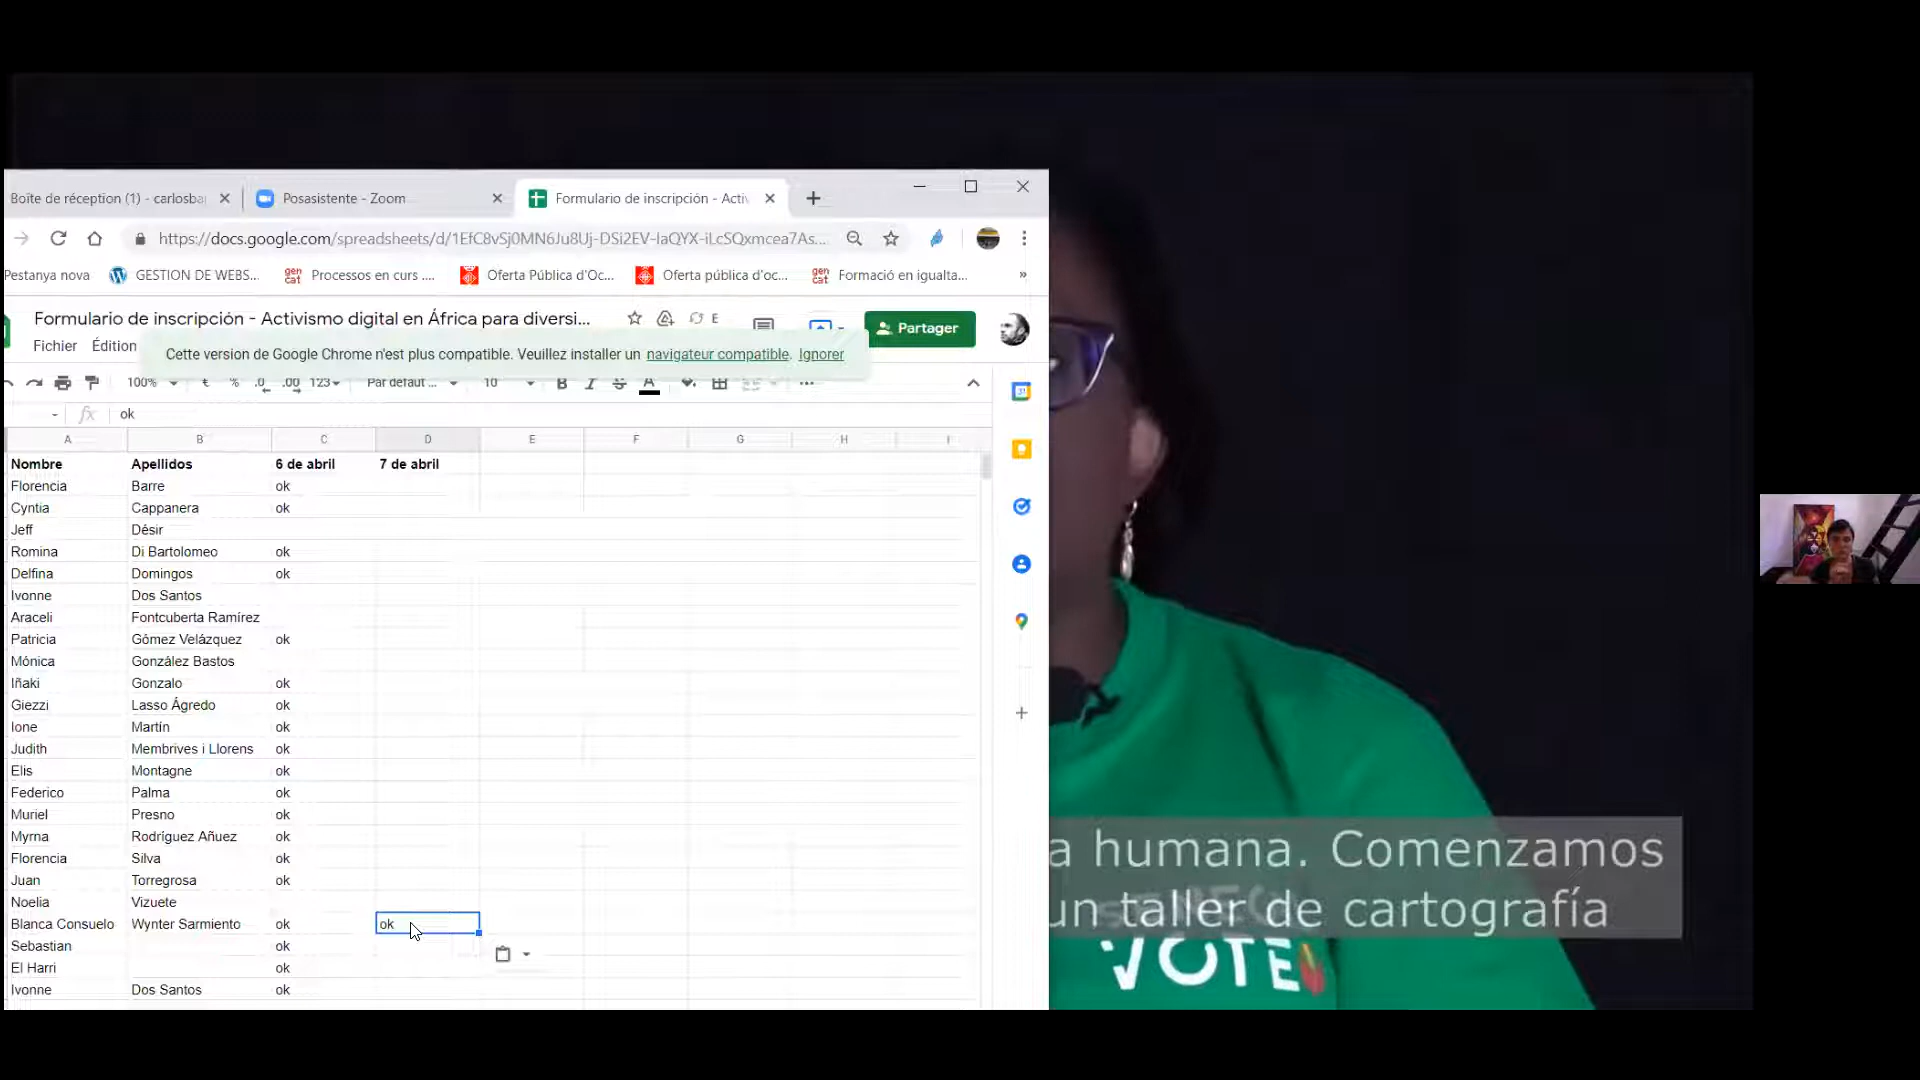 Boîte de réception (1) - carlosba
Posasistente - Zoom
Formulario de inscripción - Activ
https://docs.google.com/spreadsheets/d/1EfC8vSj0MN6Ju8Uj-DSi2EV-IaQYX-iLcSQxmcea7As...
Pestanya nova
GESTION DE WEBS...
gencat
Processos en curs ....
Oferta Pública d'Oc...
Oferta pública d'oc...
gencat
Formació en igualta...
»
Formulario de inscripción - Activismo digital en África para diversi...
E
Partager
Fichier Édition
Cette version de Google Chrome n'est plus compatible. Veuillez installer un navigateur compatible. Ignorer
100% € % .0 .00 123 Par défaut ... 10 B I S A ...
fx ok
A B C D E F G H I
Nombre Apellidos 6 de abril 7 de abril
Florencia Barre ok
Cyntia Cappanera ok
Jeff Désir
Romina Di Bartolomeo ok
Delfina Domingos ok
Ivonne Dos Santos
Araceli Fontcuberta Ramírez
Patricia Gómez Velázquez ok
Mónica González Bastos
Iñaki Gonzalo ok
Giezzi Lasso Ágredo ok
Ione Martín ok
Judith Membrives i Llorens ok
Elis Montagne ok
Federico Palma ok
Muriel Presno ok
Myrna Rodríguez Añuez ok
Florencia Silva ok
Juan Torregrosa ok
Noelia Vizuete
Blanca Consuelo Wynter Sarmiento ok ok
Sebastian ok
El Harri ok
Ivonne Dos Santos ok
a humana. Comenzamos
un taller de cartografía
VOTE